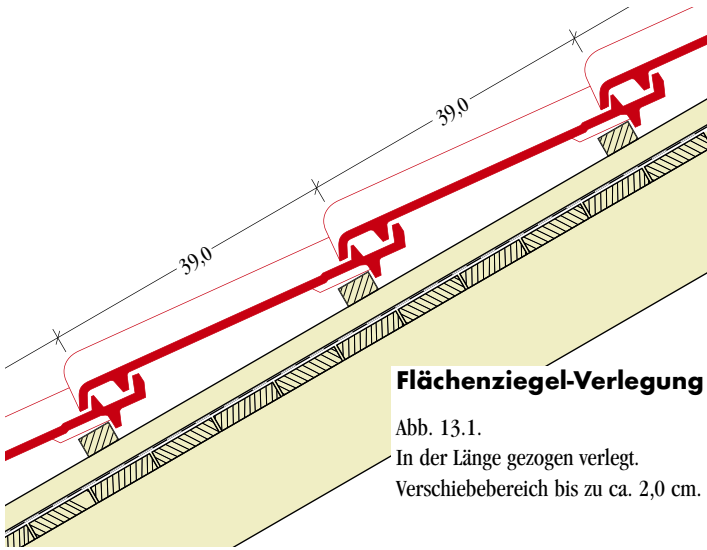 39,0
39,0
Flächenziegel-Verlegung
Abb. 13.1.
In der Länge gezogen verlegt.
Verschiebebereich bis zu ca. 2,0 cm.